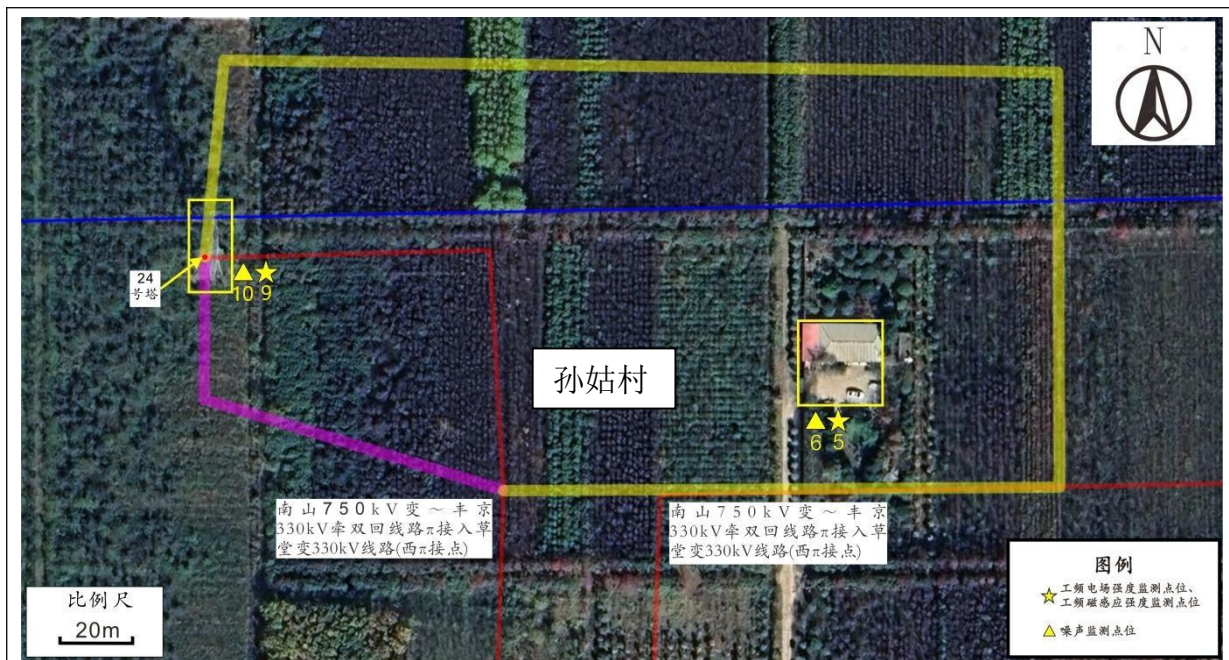 N
24
号塔
10 9
孙姑村
6 5
南山750kV变～丰京
330kV牵双回线路π接入草
堂变330kV线路(西π接点)
南山750kV变～丰京
330kV牵双回线路π接入草
堂变330kV线路(西π接点)
比例尺
20m
图例
工频电场强度监测点位、
工频磁感应强度监测点位
噪声监测点位